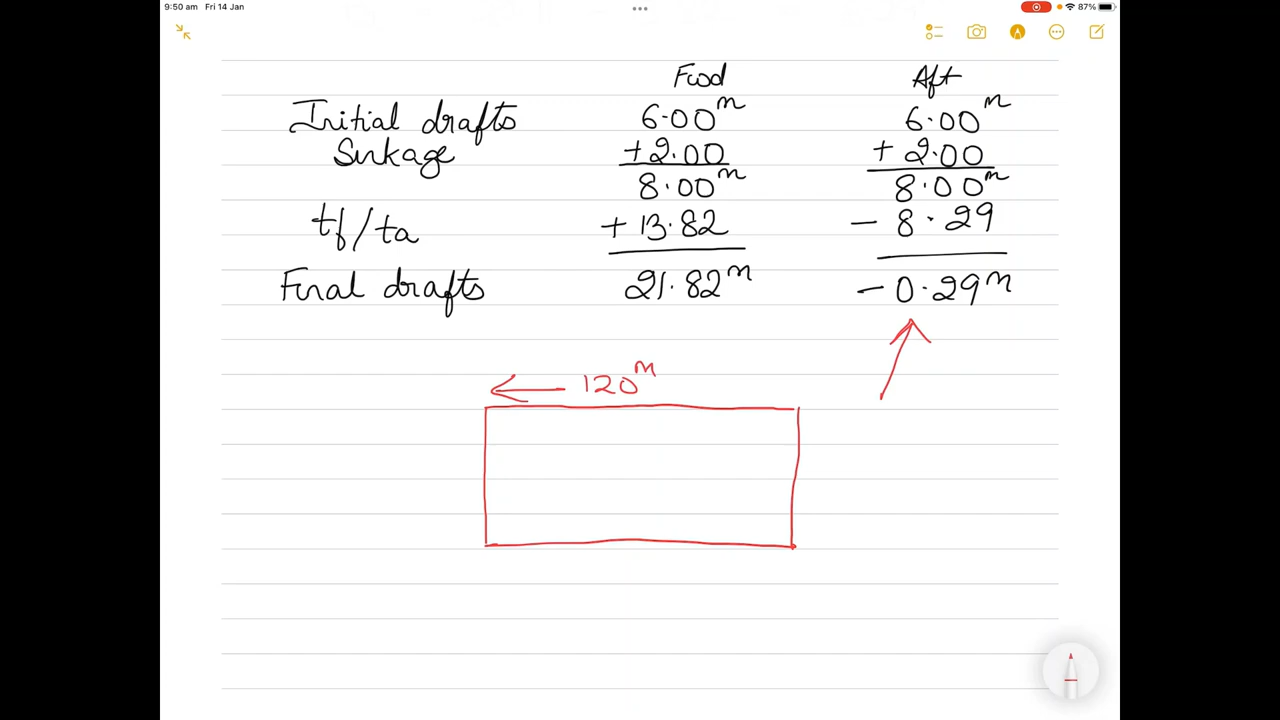 9:50 am Fri 14 Jan 87%
Fwd Aft
Initial drafts 6.00m 6.00m
Sinkage +2.00 +2.00
8.00m 8.00m
tf/ta +13.82 - 8.29
Final drafts 21.82m - 0.29m
120m